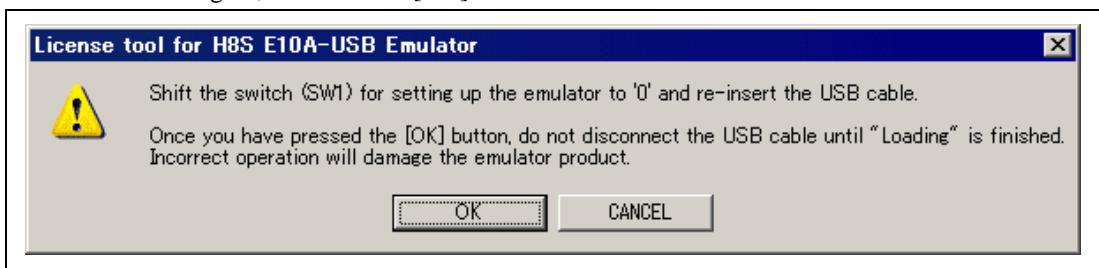 License tool for H8S E10A-USB Emulator
Shift the switch (SW1) for setting up the emulator to '0' and re-insert the USB cable.
Once you have pressed the [OK] button, do not disconnect the USB cable until "Loading" is finished.
Incorrect operation will damage the emulator product.
OK CANCEL